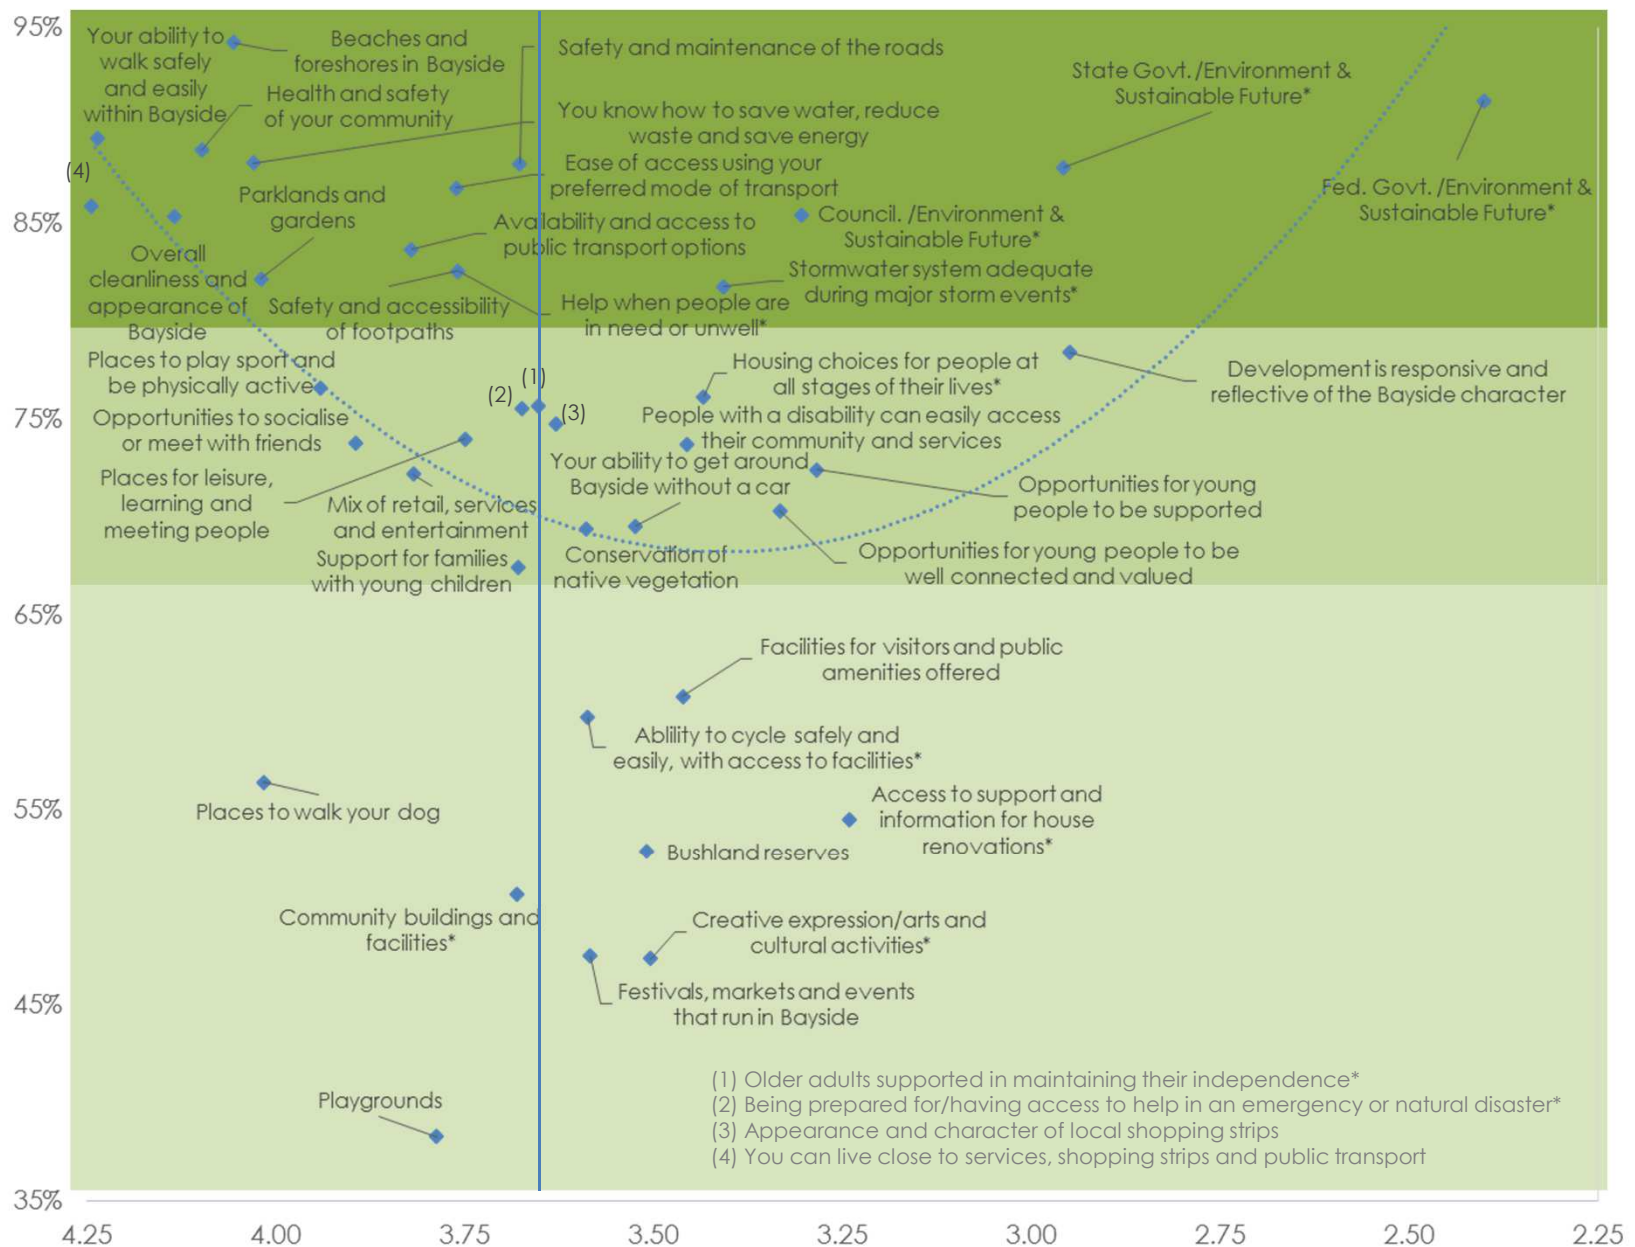 95%
85%
75%
65%
55%
45%
35%
Your ability to
walk safely
and easily
within Bayside
Beaches and
foreshores in Bayside
Health and safety
of your community
Safety and maintenance of the roads
You know how to save water, reduce
waste and save energy
State Govt. /Environment &
Sustainable Future*
Ease of access using your
preferred mode of transport
(4)
Parklands and
gardens
Fed. Govt. /Environment &
Sustainable Future*
Availability and access to
public transport options
Council. /Environment &
Sustainable Future*
Overall
cleanliness and
appearance of
Bayside
Stormwater system adequate
during major storm events*
Safety and accessibility
of footpaths
Help when people are
in need or unwell*
Places to play sport and
be physically active
(1)
(2)
(3)
Housing choices for people at
all stages of their lives*
Development is responsive and
reflective of the Bayside character
Opportunities to socialise
or meet with friends
People with a disability can easily access
their community and services
Your ability to get around
Bayside without a car
Places for leisure,
learning and
meeting people
Mix of retail, services
and entertainment
Opportunities for young
people to be supported
Support for families
with young children
Conservation of
native vegetation
Opportunities for young people to be
well connected and valued
Facilities for visitors and public
amenities offered
Ablility to cycle safely and
easily, with access to facilities*
Places to walk your dog
Access to support and
information for house
renovations*
Bushland reserves
Community buildings and
facilities*
Creative expression/arts and
cultural activities*
Festivals, markets and events
that run in Bayside
Playgrounds
(1) Older adults supported in maintaining their independence*
(2) Being prepared for/having access to help in an emergency or natural disaster*
(3) Appearance and character of local shopping strips
(4) You can live close to services, shopping strips and public transport
4.25 4.00 3.75 3.50 3.25 3.00 2.75 2.50 2.25